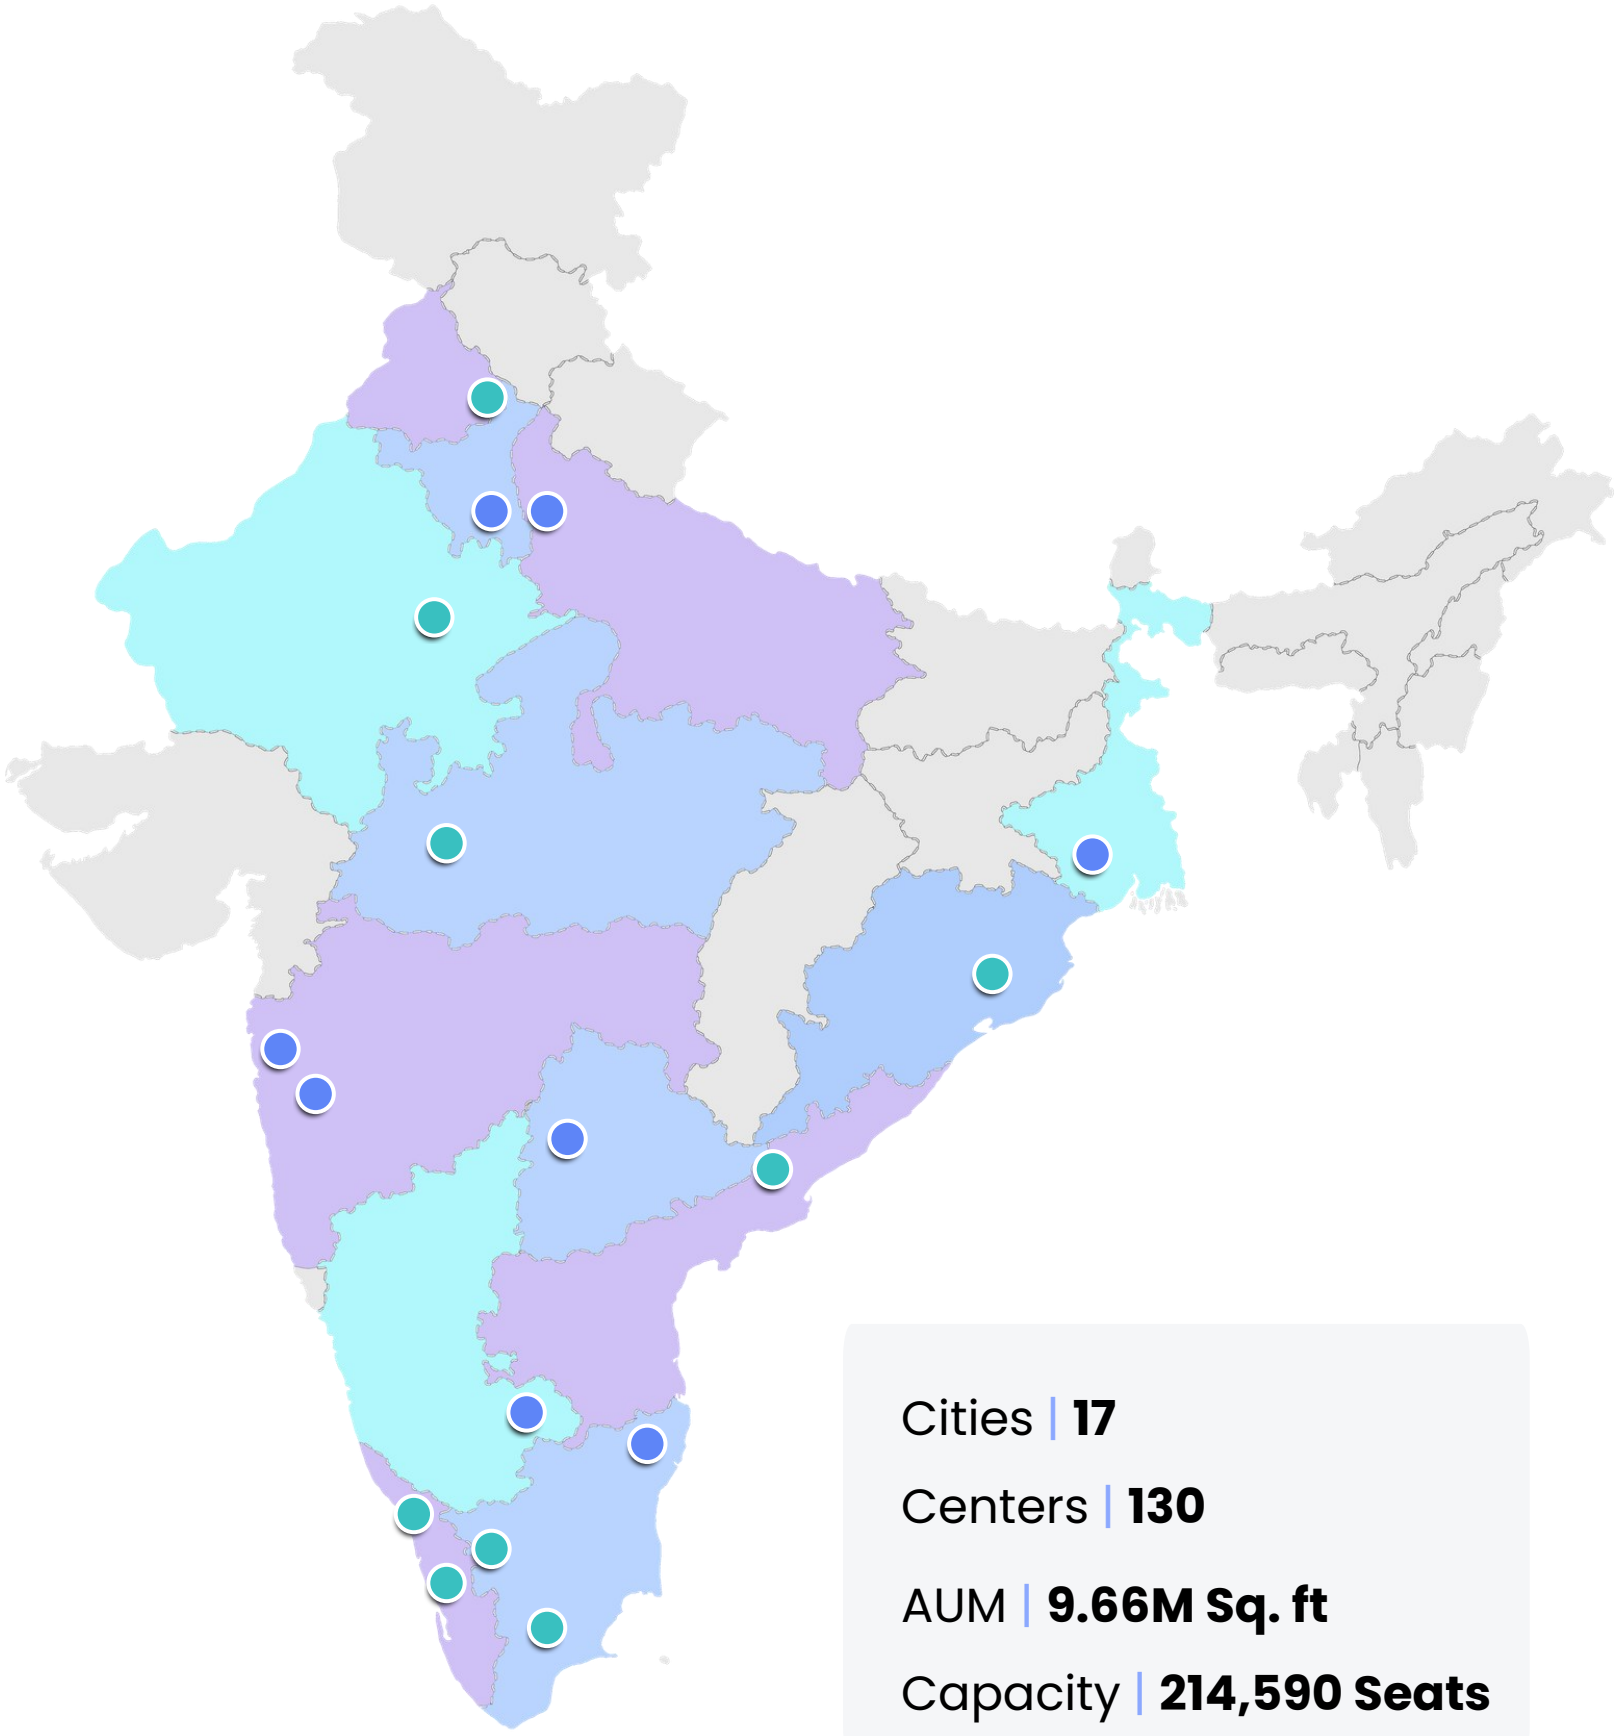 Cities | 17
Centers | 130
AUM | 9.66M Sq. ft
Capacity | 214,590 Seats